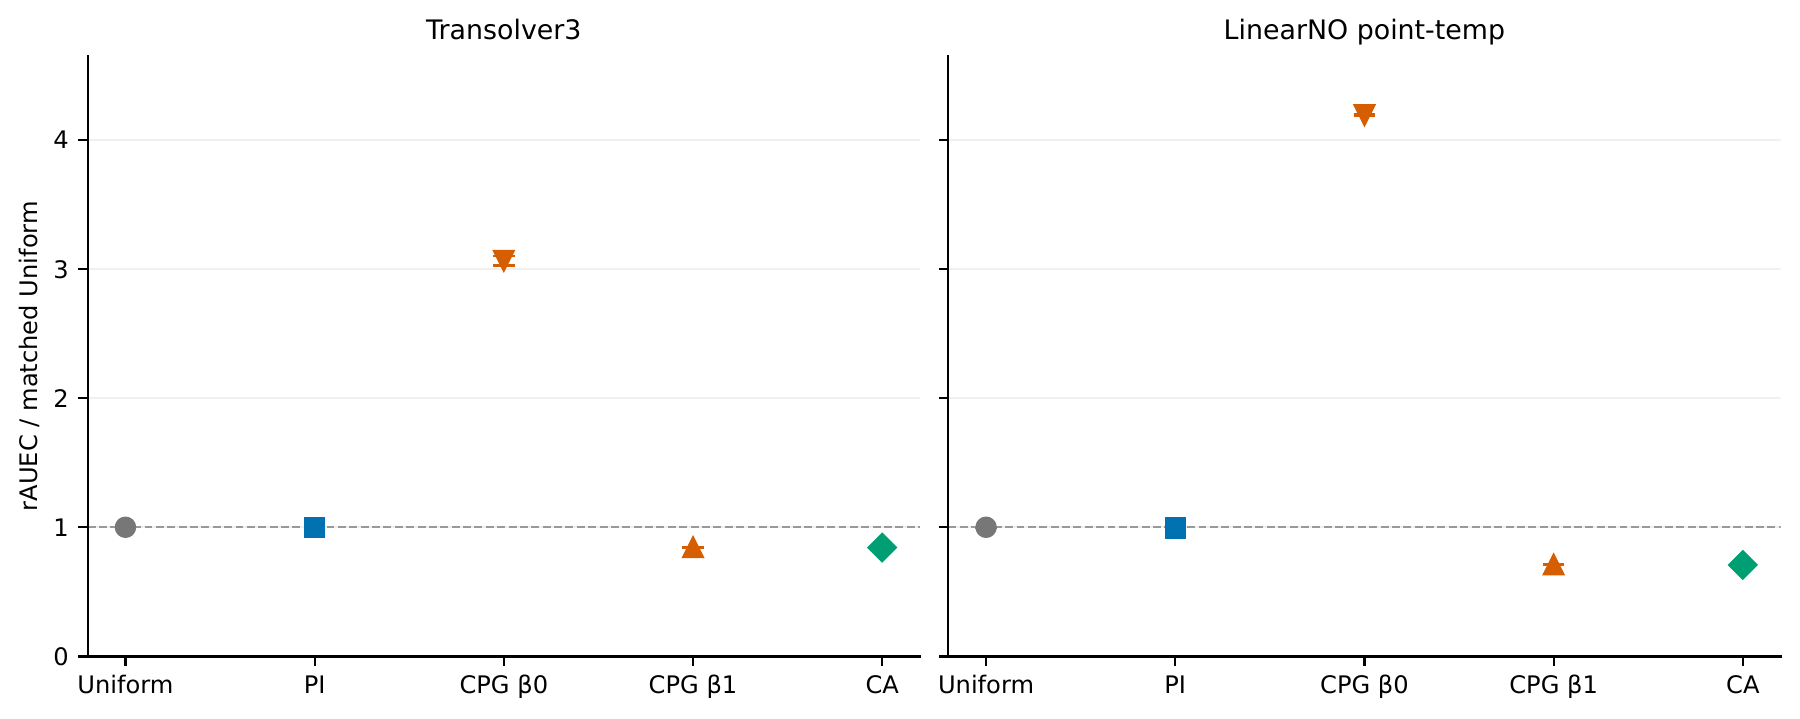 Transolver3
LinearNO point-temp
rAUEC / matched Uniform
4
3
2
1
0
Uniform PI CPG β0 CPG β1 CA
Uniform PI CPG β0 CPG β1 CA